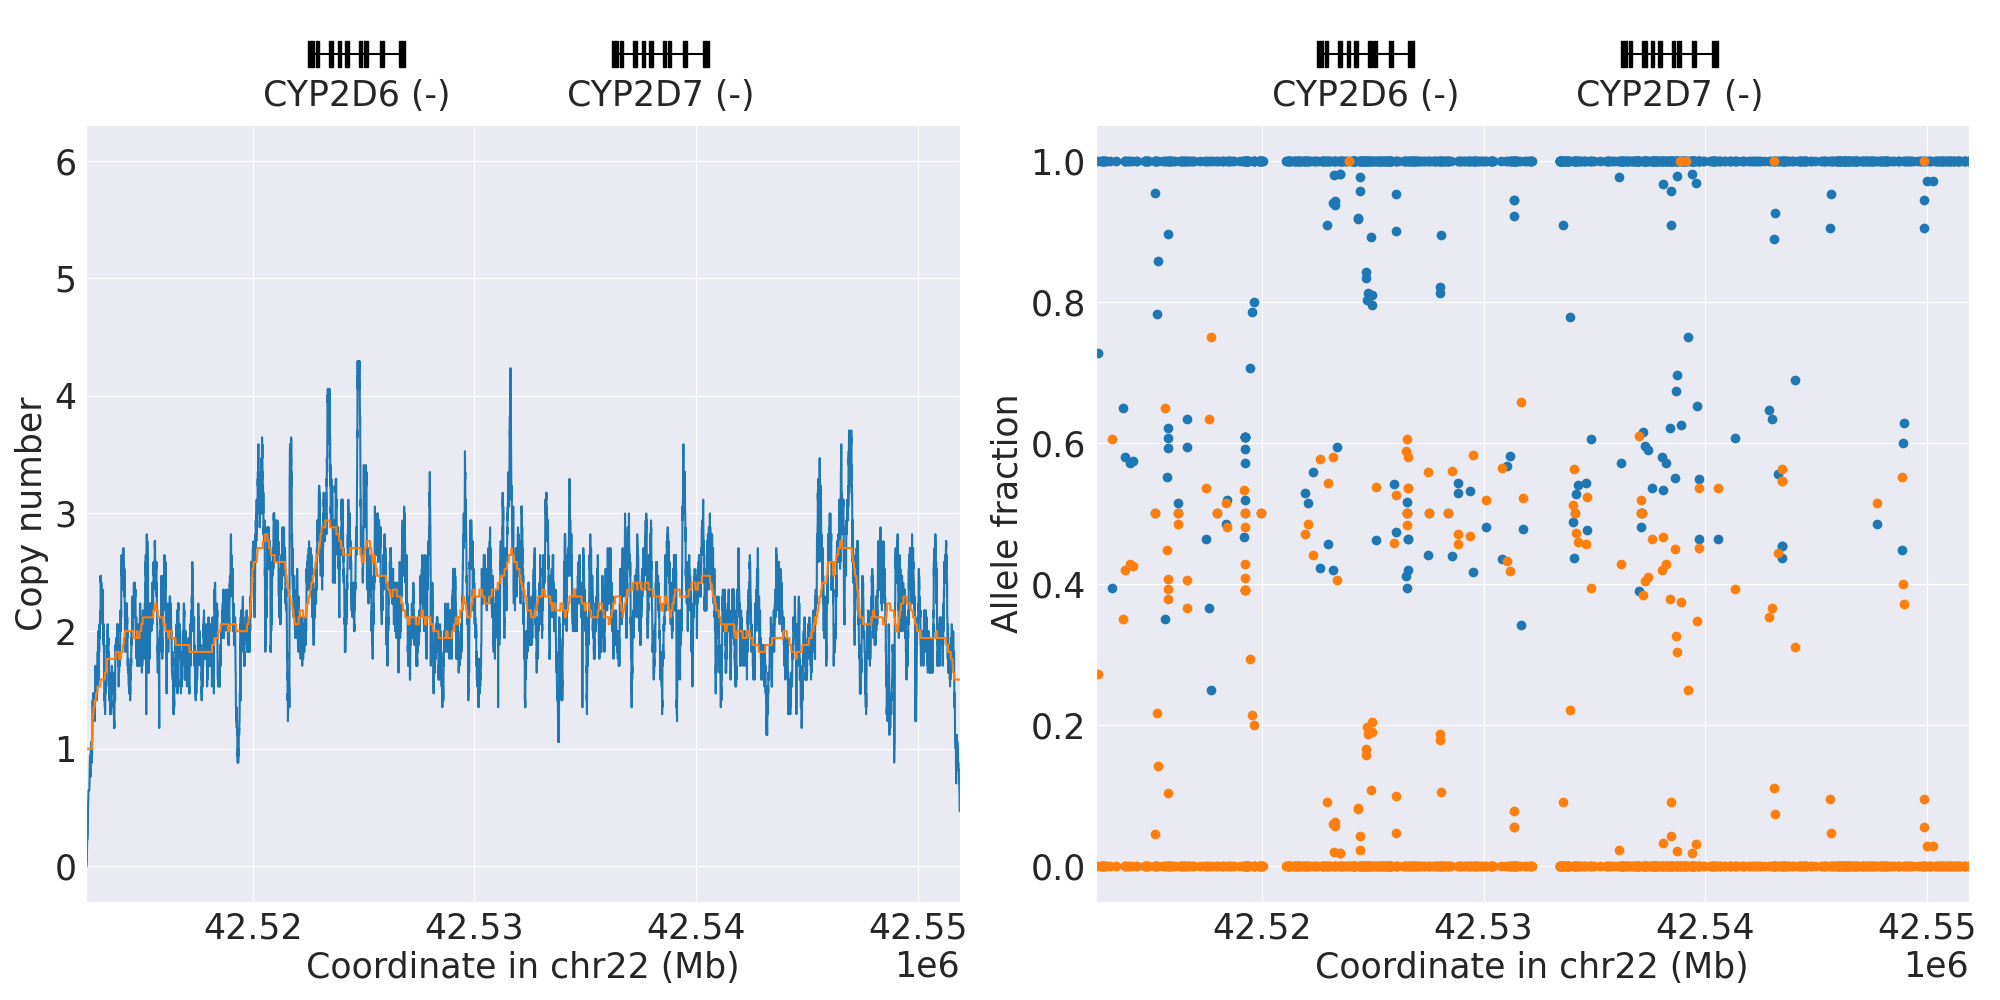 CYP2D6 (-) CYP2D7 (-)
6
5
4
3
2
1
0
Copy number
42.52 42.53 42.54 42.55
Coordinate in chr22 (Mb) 1e6
CYP2D6 (-) CYP2D7 (-)
1.0
0.8
0.6
0.4
0.2
0.0
Allele fraction
42.52 42.53 42.54 42.55
Coordinate in chr22 (Mb) 1e6